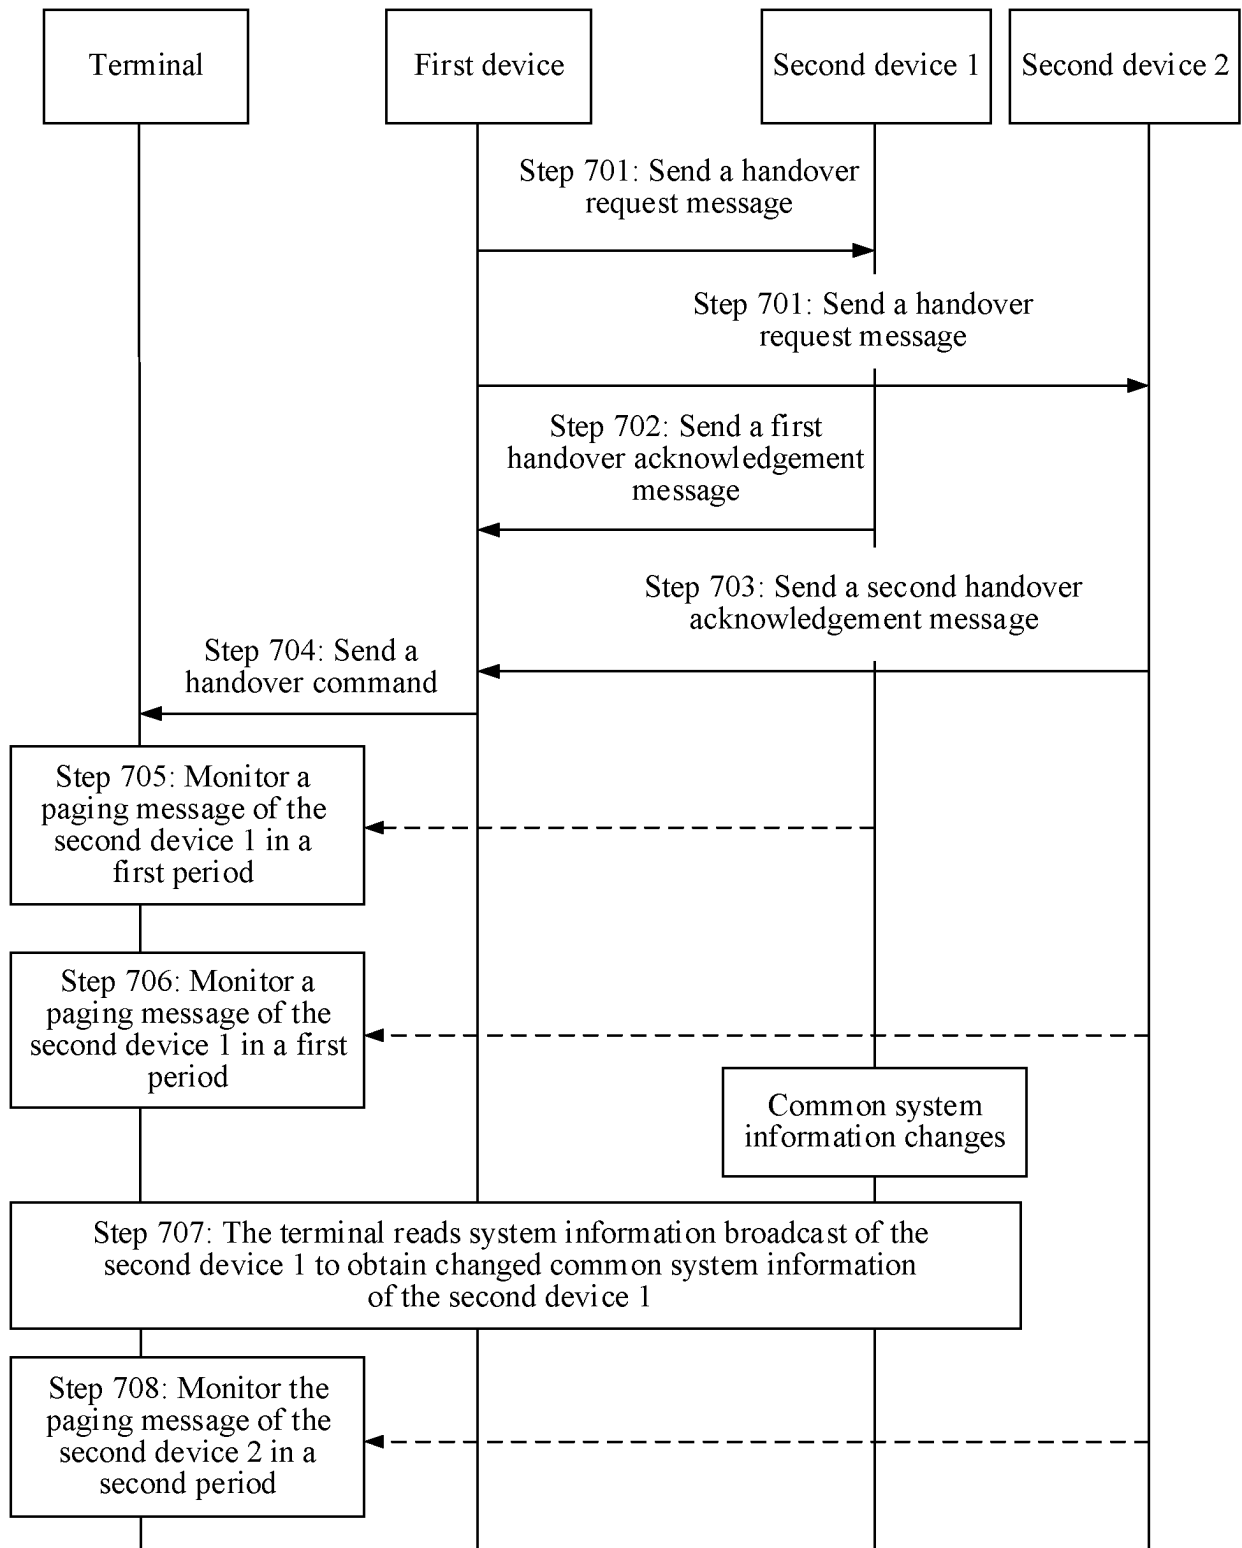 Terminal
First device
Second device 1
Second device 2
Step 701: Send a handover
request message
Step 701: Send a handover
request message
Step 702: Send a first
handover acknowledgement
message
Step 703: Send a second handover
acknowledgement message
Step 704: Send a
handover command
Step 705: Monitor a
paging message of the
second device 1 in a
first period
Step 706: Monitor a
paging message of the
second device 1 in a first
period
Common system
information changes
Step 707: The terminal reads system information broadcast of the
second device 1 to obtain changed common system information
of the second device 1
Step 708: Monitor the
paging message of the
second device 2 in a
second period